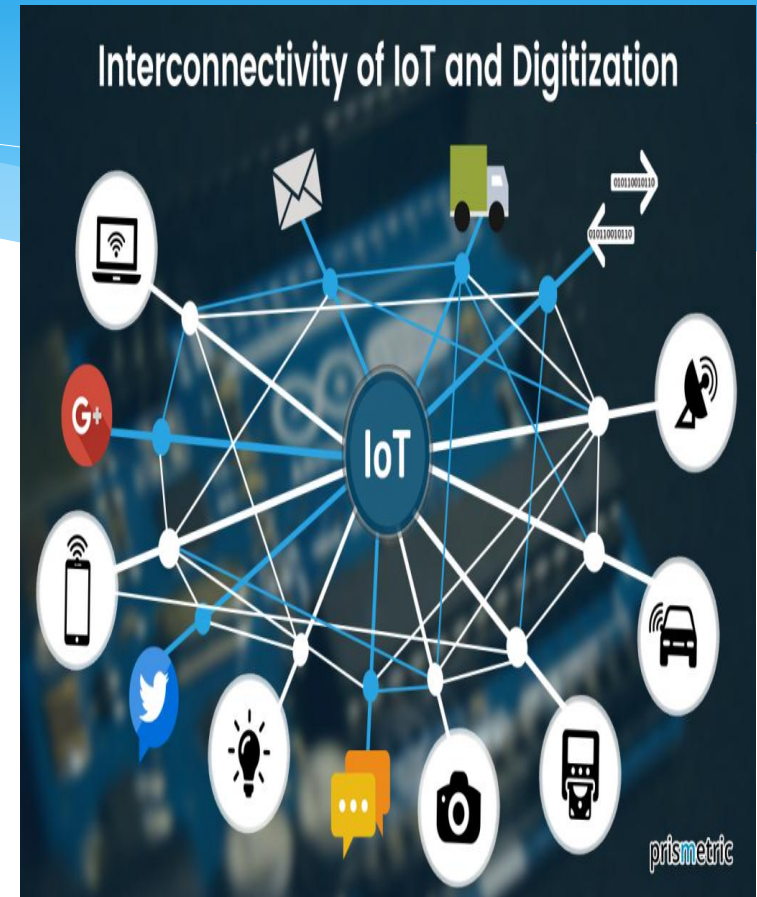 Interconnectivity of IoT and Digitization
010110010110
010110010110
G+
IoT
prismetric